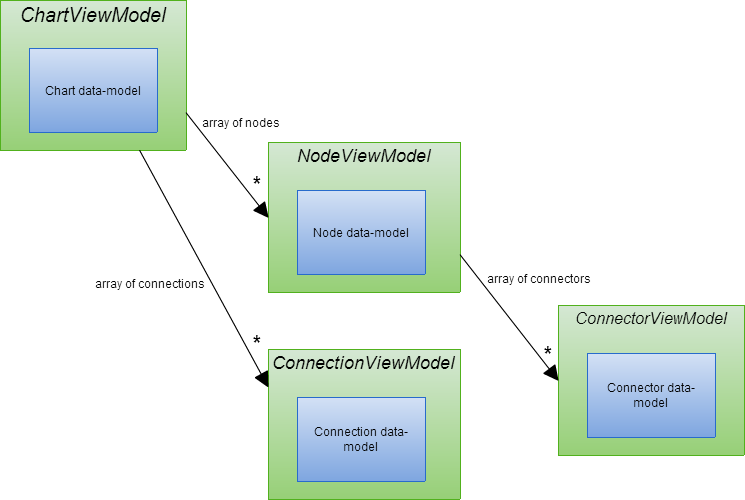 ChartViewModel
Chart data-model
array of nodes
*
NodeViewModel
Node data-model
array of connections
*
array of connectors
*
ConnectorViewModel
Connector data-
model
ConnectionViewModel
Connection data-
model